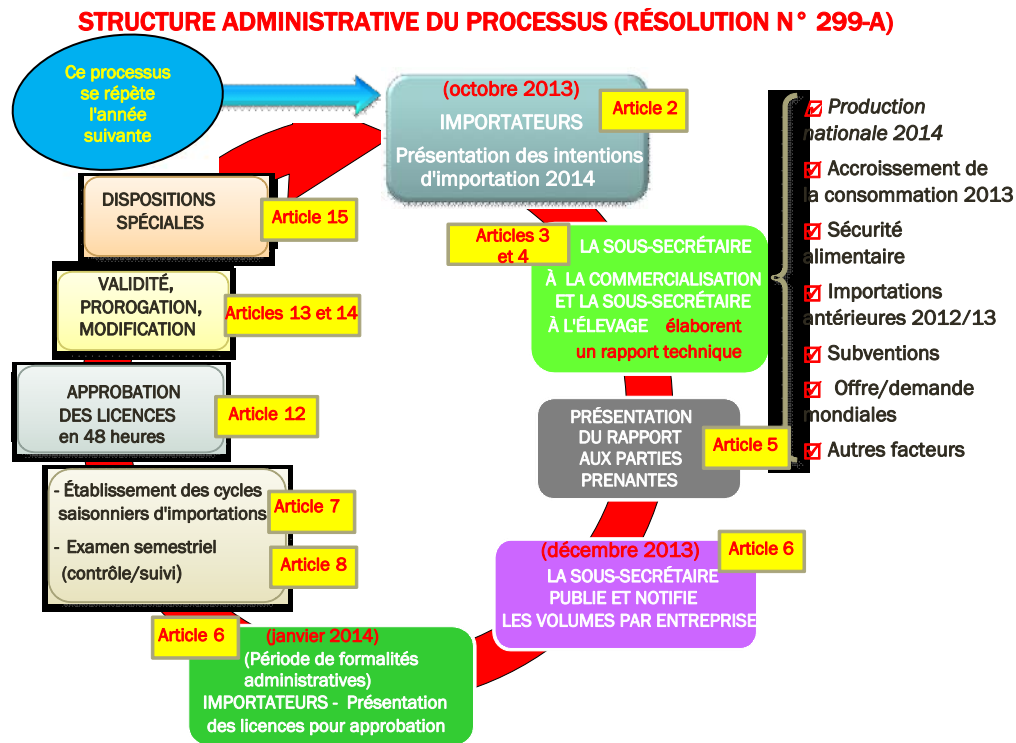 STRUCTURE ADMINISTRATIVE DU PROCESSUS (RÉSOLUTION N° 299-A)
Ce processus
se répète
l'année
suivante
(octobre 2013)
Article 2
IMPORTATEURS
Présentation des intentions
d'importation 2014
Articles 3
et 4
LA SOUS-SECRÉTAIRE
À LA COMMERCIALISATION
ET LA SOUS-SECRÉTAIRE
À L'ÉLEVAGE élaborent
un rapport technique
Production
nationale 2014
Accroissement de
la consommation 2013
Sécurité
alimentaire
Importations
antérieures 2012/13
Subventions
Offre/demande
mondiales
Autres facteurs
PRÉSENTATION
DU RAPPORT
AUX PARTIES
PRENANTES
Article 5
(décembre 2013)
Article 6
LA SOUS-SECRÉTAIRE
PUBLIE ET NOTIFIE
LES VOLUMES PAR ENTREPRISE
Article 6
(janvier 2014)
(Période de formalités
administratives)
IMPORTATEURS - Présentation
des licences pour approbation
- Établissement des cycles
saisonniers d'importations
Article 7
- Examen semestriel
(contrôle/suivi)
Article 8
APPROBATION
DES LICENCES
en 48 heures
Article 12
VALIDITÉ,
PROROGATION,
MODIFICATION
Articles 13 et 14
DISPOSITIONS
SPÉCIALES
Article 15